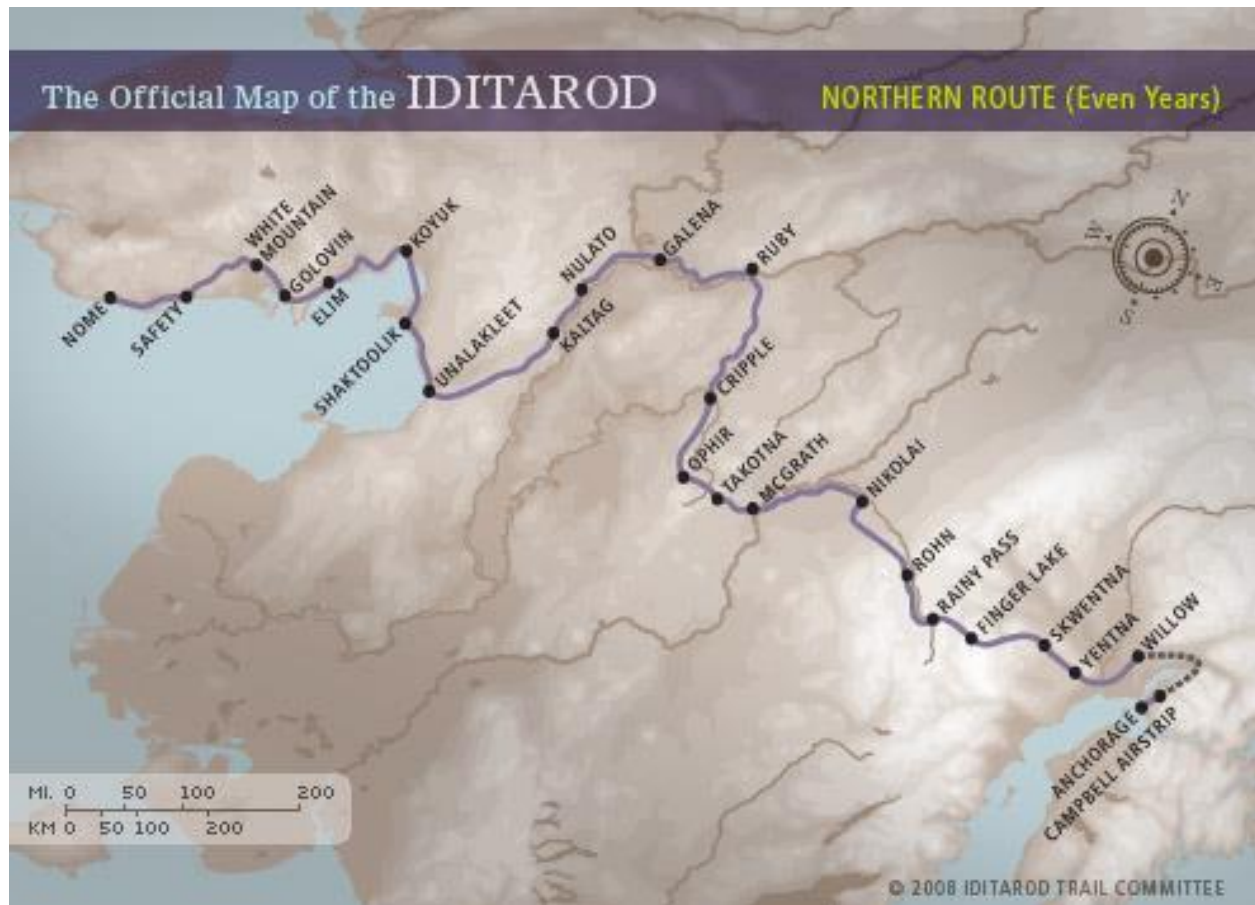 The Official Map of the IDITAROD
NORTHERN ROUTE (Even Years)
N
W
E
S
NOME
SAFETY
WHITE
MOUNTAIN
GOLOVIN
ELIM
KOYUK
SHAKTOOLIK
UNALAKLEET
KALTAG
NULATO
GALENA
RUBY
CRIPPLE
OPHIR
TAKOTNA
MCGRATH
NIKOLAI
ROHN
RAINY PASS
FINGER LAKE
SKWENTNA
YENTNA
WILLOW
ANCHORAGE
CAMPBELL AIRSTRIP
MI. 0 50 100 200
KM 0 50 100 200
© 2008 IDITAROD TRAIL COMMITTEE